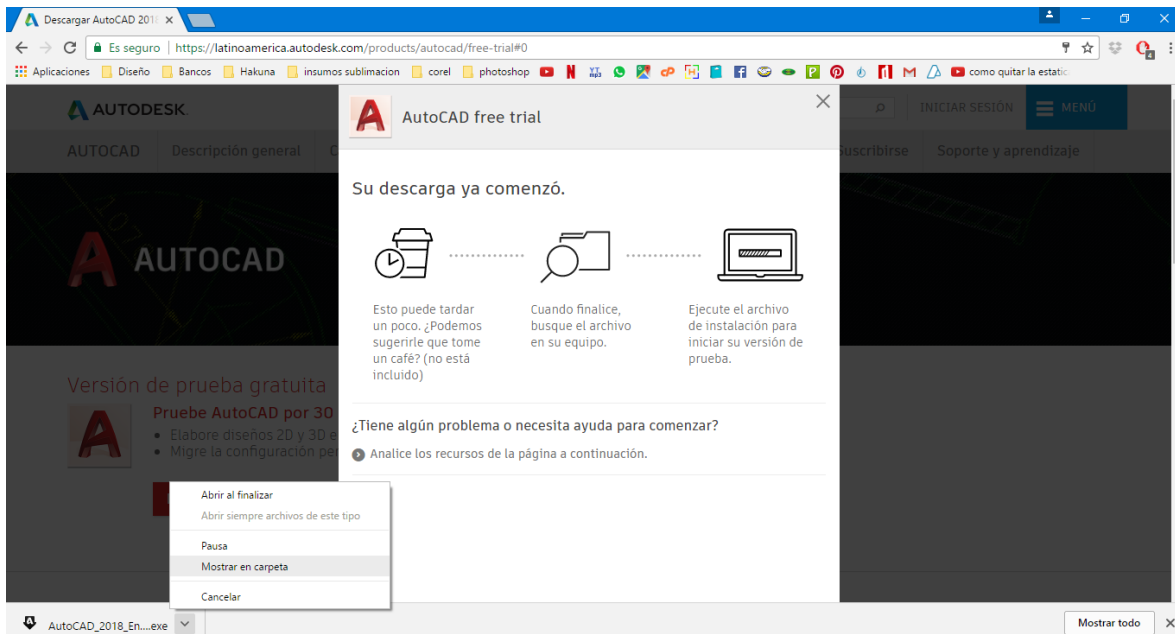 Descargar AutoCAD 201
Es seguro | https://latinoamerica.autodesk.com/products/autocad/free-trial#0
Aplicaciones Diseño Bancos Hakuna insumos sublimacion corel photoshop como quitar la estatic
AUTODESK.
AutoCAD free trial
INICIAR SESIÓN
MENÚ
AUTOCAD Descripción general
Suscribirse Soporte y aprendizaje
AUTOCAD
Su descarga ya comenzó.
Esto puede tardar
un poco. ¿Podemos
sugerirle que tome
un café? (no está
incluido)
Cuando finalice,
busque el archivo
en su equipo.
Ejecute el archivo
de instalación para
iniciar su versión de
prueba.
Versión de prueba gratuita
Pruebe AutoCAD por 30
Elabore diseños 2D y 3D e
Migre la configuración per
¿Tiene algún problema o necesita ayuda para comenzar?
Analice los recursos de la página a continuación.
Abrir al finalizar
Abrir siempre archivos de este tipo
Pausa
Mostrar en carpeta
Cancelar
AutoCAD_2018_En....exe
Mostrar todo